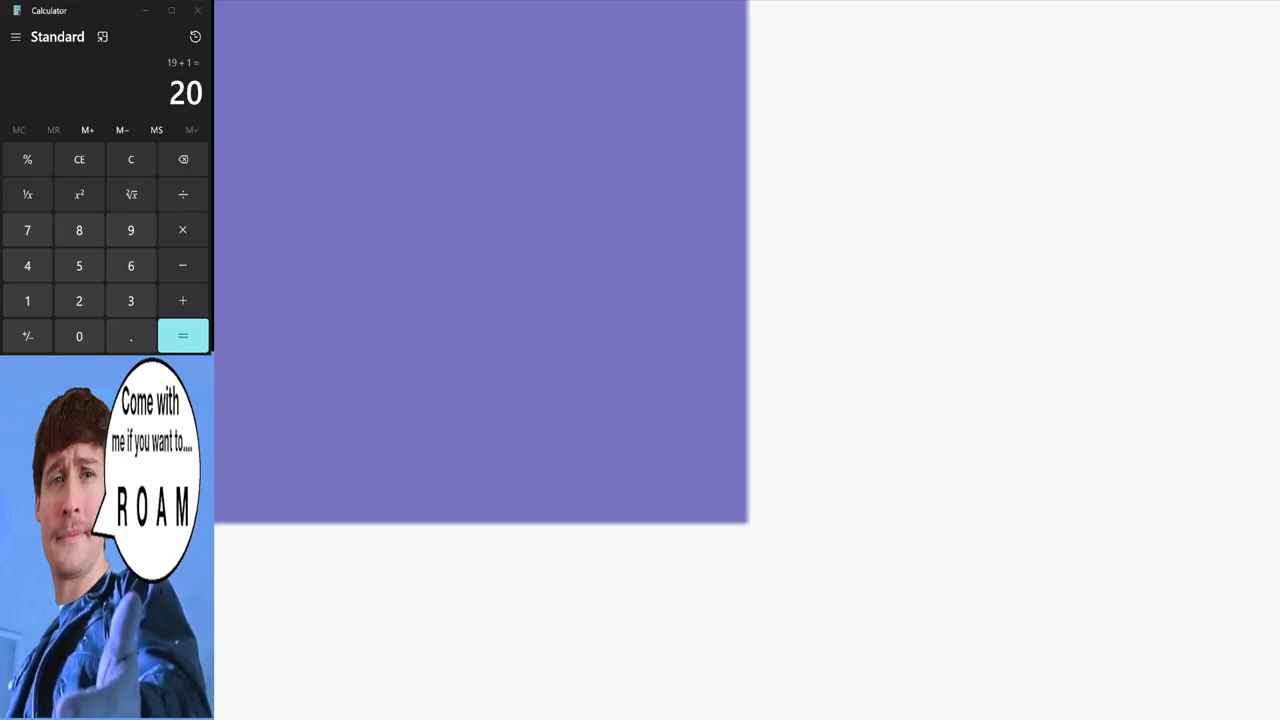 Calculator
Standard
19 + 1 =
20
MC MR M+ M- MS M˅
% CE C
¹/x x² ²√x ÷
7 8 9 ×
4 5 6 −
1 2 3 +
+/− 0 . =
Come with
me if you want to....
ROAM